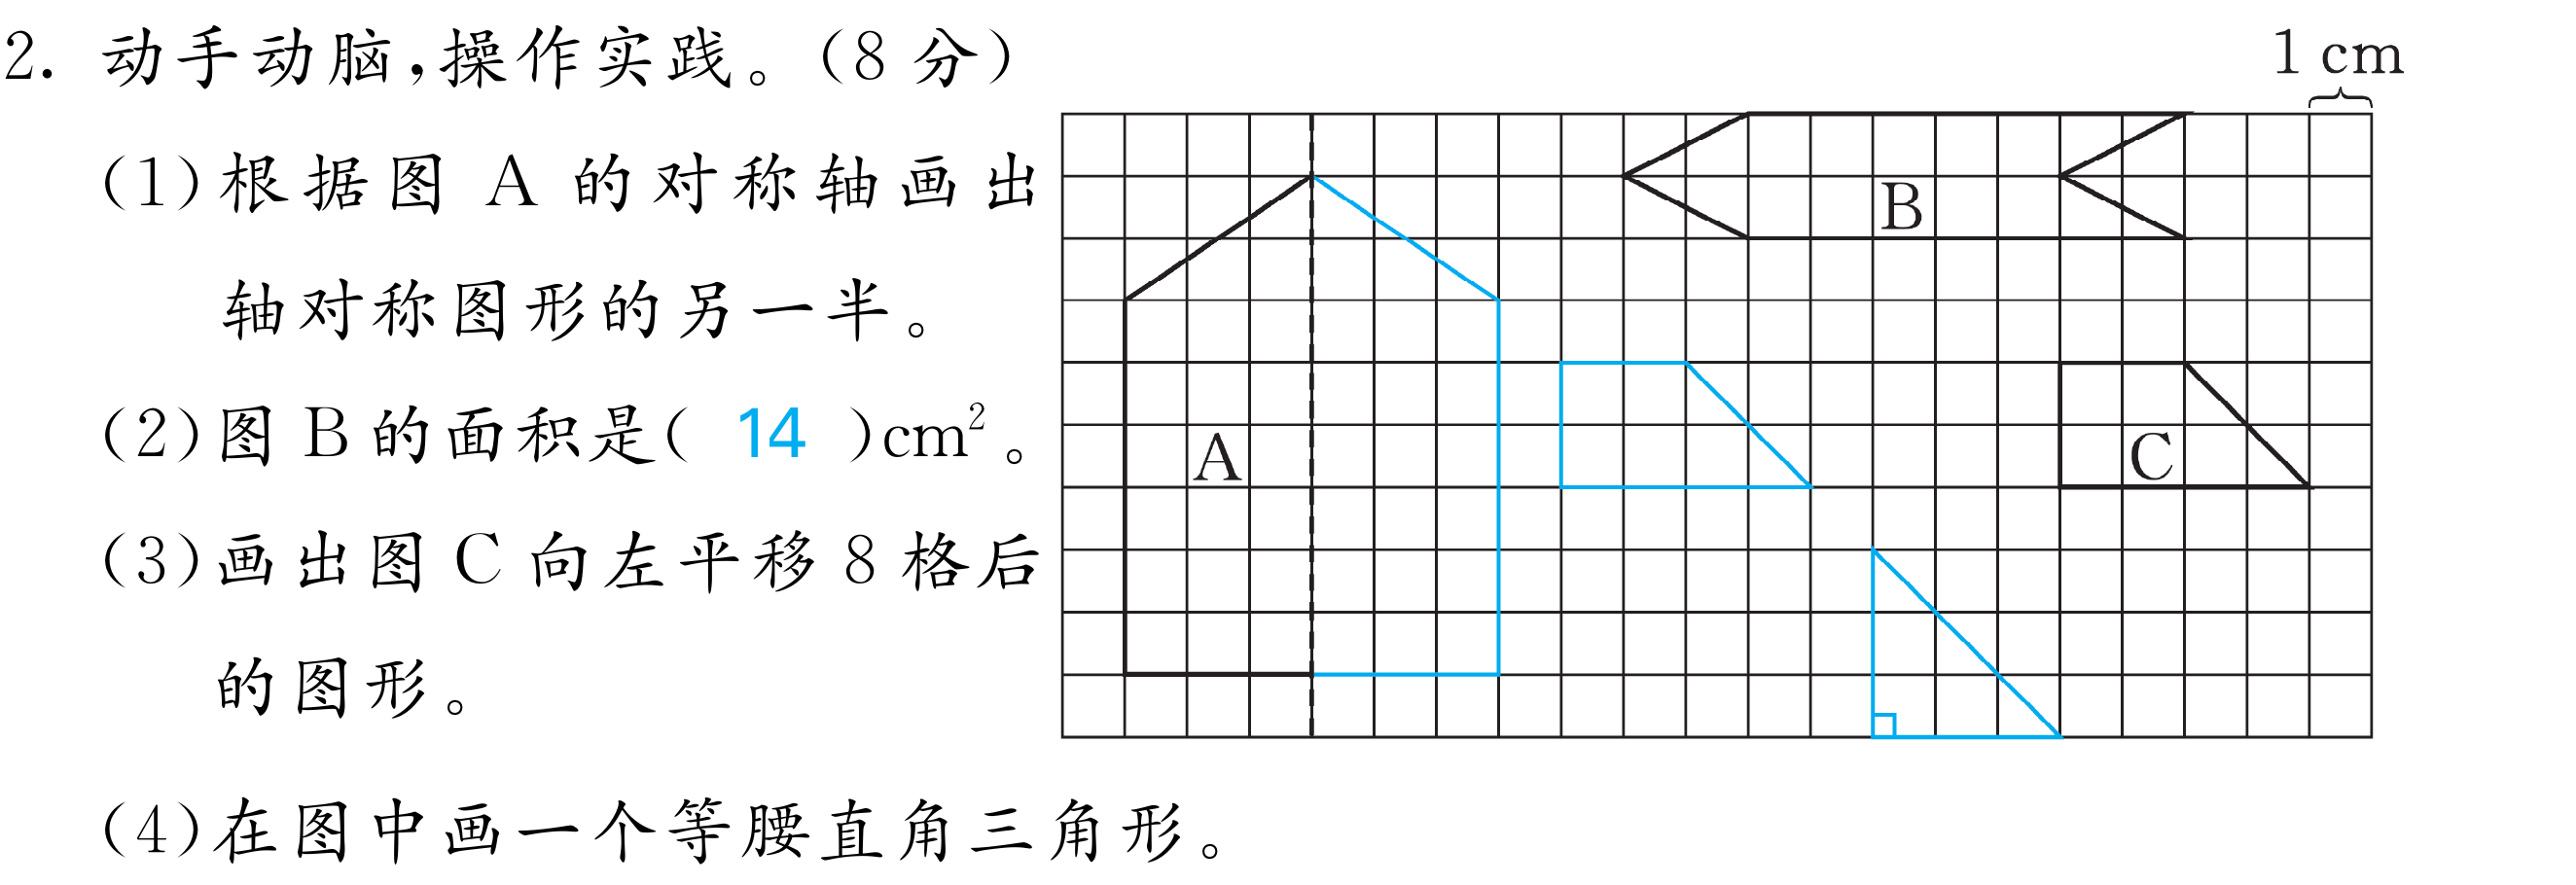 2. 动手动脑,操作实践。(8 分)
1 cm
(1)根据图 A 的对称轴画出
轴对称图形的另一半。
(2)图 B 的面积是( 14 )cm²。
(3)画出图 C 向左平移 8 格后
的图形。
(4)在图中画一个等腰直角三角形。
B
A
C